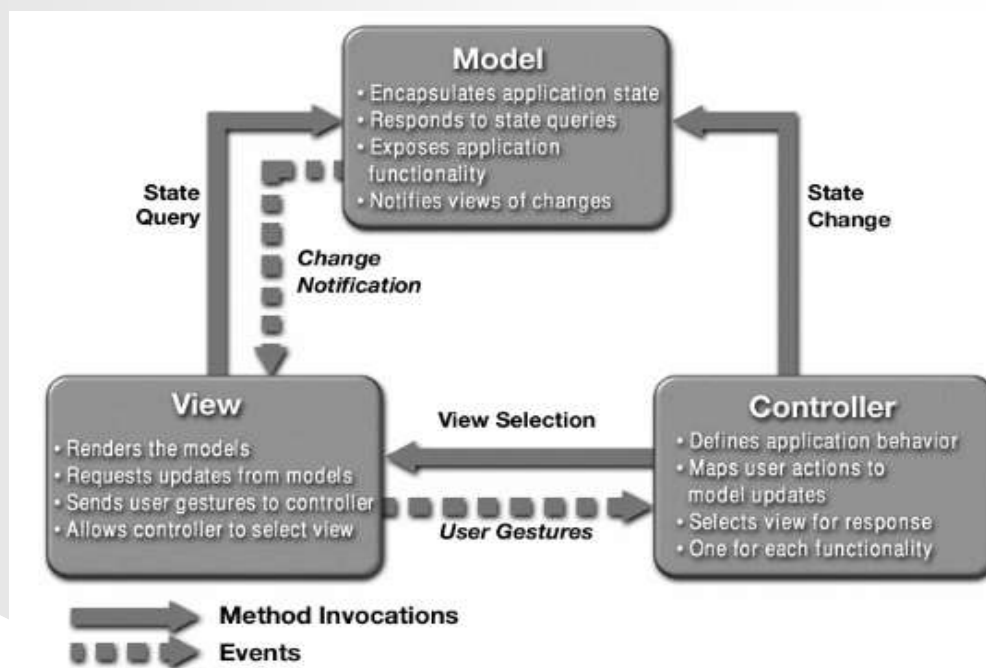 Model
• Encapsulates application state
• Responds to state queries
• Exposes application
functionality
• Notifies views of changes
State
Query
State
Change
Change
Notification
View
• Renders the models
• Requests updates from models
• Sends user gestures to controller
• Allows controller to select view
View Selection
User Gestures
Controller
• Defines application behavior
• Maps user actions to
model updates
• Selects view for response
• One for each functionality
Method Invocations
Events